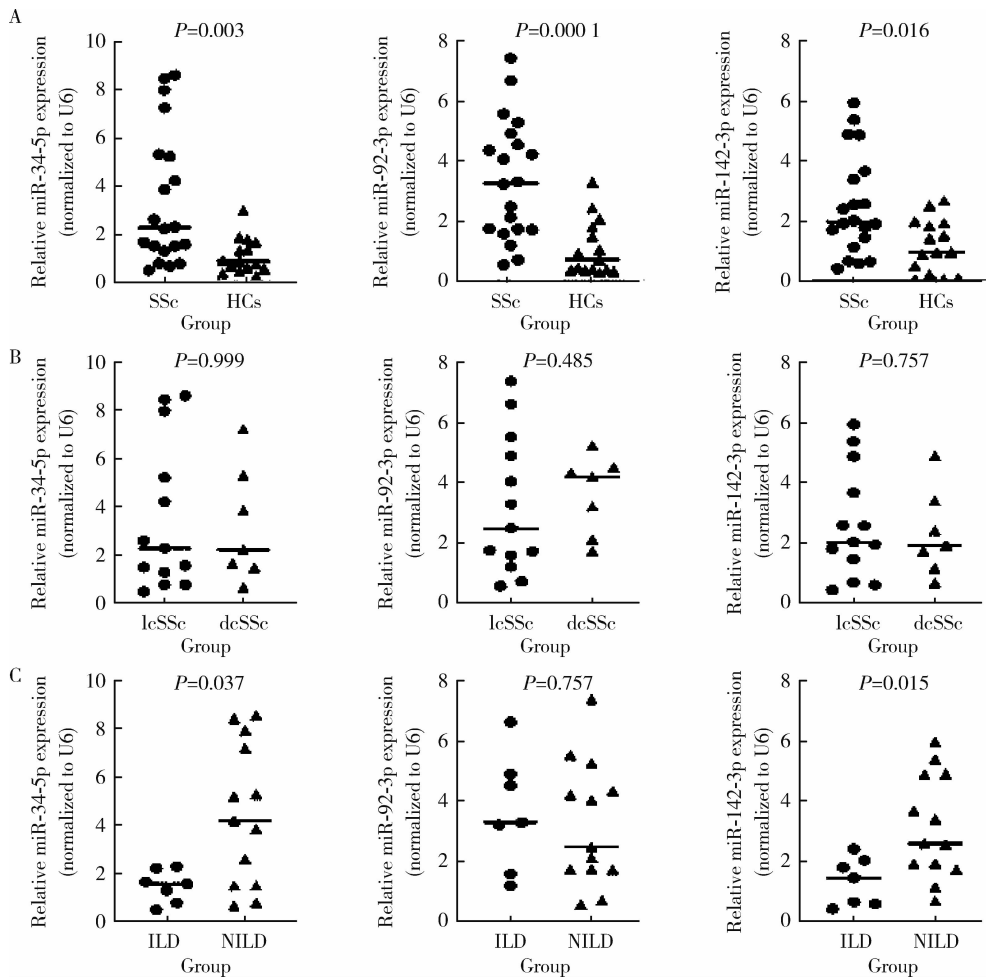 A
P=0.003
Relative miR-34-5p expression
(normalized to U6)
10
8
6
4
2
0
SSc HCs
Group
P=0.000 1
Relative miR-92-3p expression
(normalized to U6)
8
6
4
2
0
SSc HCs
Group
P=0.016
Relative miR-142-3p expression
(normalized to U6)
8
6
4
2
0
SSc HCs
Group
B
P=0.999
Relative miR-34-5p expression
(normalized to U6)
10
8
6
4
2
0
lcSSc dcSSc
Group
P=0.485
Relative miR-92-3p expression
(normalized to U6)
8
6
4
2
0
lcSSc dcSSc
Group
P=0.757
Relative miR-142-3p expression
(normalized to U6)
8
6
4
2
0
lcSSc dcSSc
Group
C
P=0.037
Relative miR-34-5p expression
(normalized to U6)
10
8
6
4
2
0
ILD NILD
Group
P=0.757
Relative miR-92-3p expression
(normalized to U6)
8
6
4
2
0
ILD NILD
Group
P=0.015
Relative miR-142-3p expression
(normalized to U6)
8
6
4
2
0
ILD NILD
Group